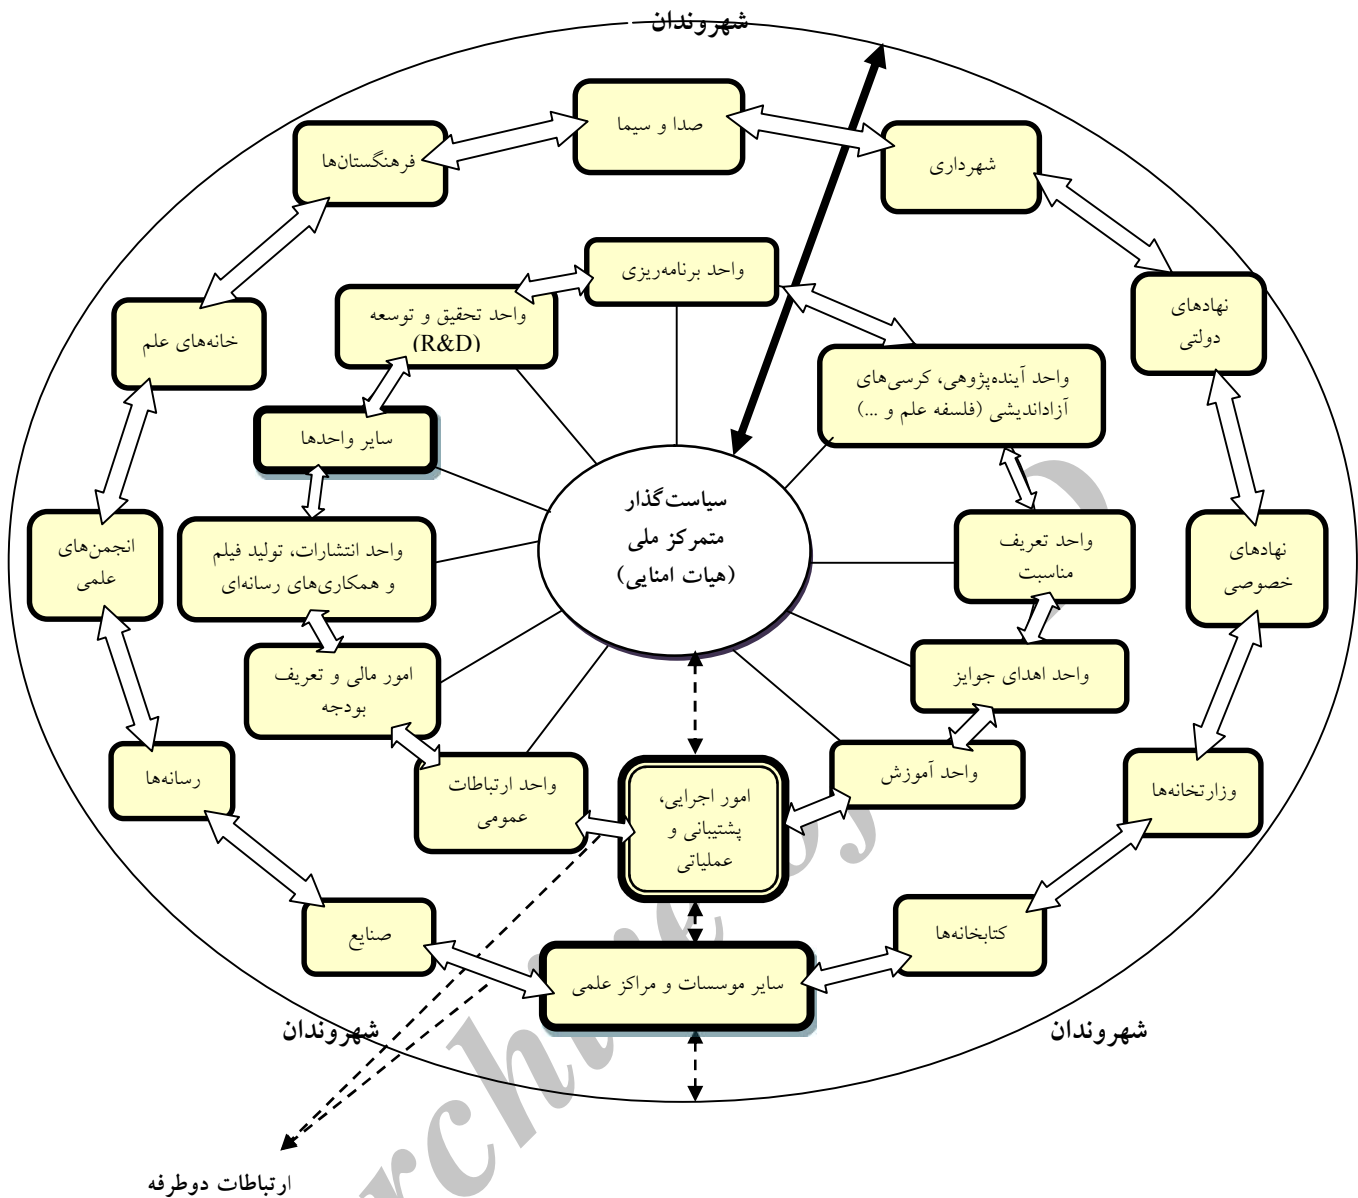 شهروندان
صدا و سیما
فرهنگستان‌ها
شهرداری
واحد برنامه‌ریزی
نهادهای
دولتی
واحد تحقیق و توسعه
(R&D)
خانه‌های علم
واحد آینده‌پژوهی، کرسی‌های
آزاداندیشی (فلسفه علم و ...)
سایر واحدها
سیاست‌گذار
متمرکز ملی
(هیات امنایی)
واحد تعریف
مناسبت
نهادهای
خصوصی
واحد انتشارات، تولید فیلم
و همکاری‌های رسانه‌ای
انجمن‌های
علمی
امور مالی و تعریف
بودجه
واحد اهدای جوایز
رسانه‌ها
واحد ارتباطات
عمومی
امور اجرایی،
پشتیبانی و
عملیاتی
واحد آموزش
وزارتخانه‌ها
صنایع
کتابخانه‌ها
سایر موسسات و مراکز علمی
شهروندان
شهروندان
ارتباطات دوطرفه